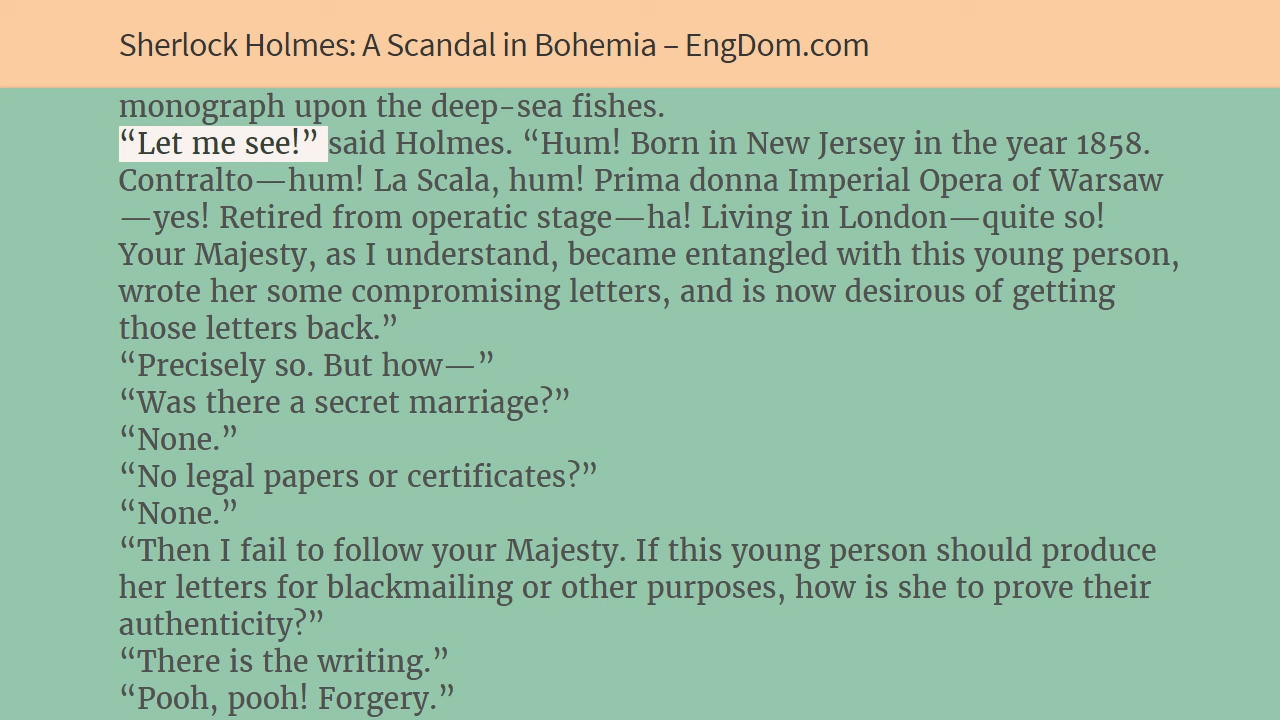 Sherlock Holmes: A Scandal in Bohemia – EngDom.com
monograph upon the deep-sea fishes.
“Let me see!” said Holmes. “Hum! Born in New Jersey in the year 1858.
Contralto—hum! La Scala, hum! Prima donna Imperial Opera of Warsaw
—yes! Retired from operatic stage—ha! Living in London—quite so!
Your Majesty, as I understand, became entangled with this young person,
wrote her some compromising letters, and is now desirous of getting
those letters back.”
“Precisely so. But how—”
“Was there a secret marriage?”
“None.”
“No legal papers or certificates?”
“None.”
“Then I fail to follow your Majesty. If this young person should produce
her letters for blackmailing or other purposes, how is she to prove their
authenticity?”
“There is the writing.”
“Pooh, pooh! Forgery.”